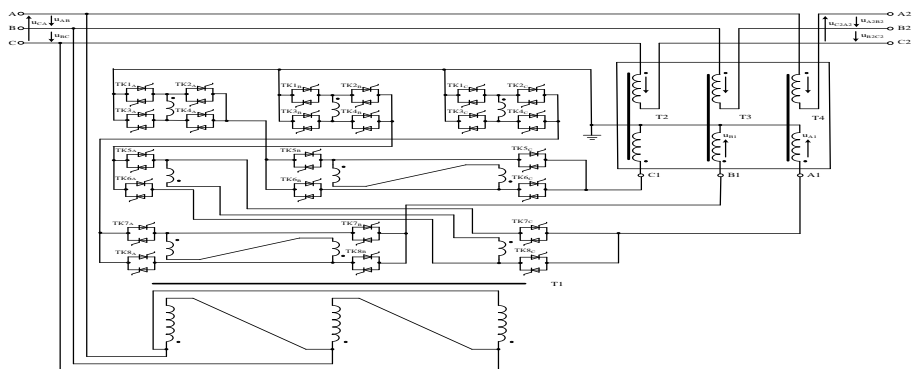 A
B
C
uCA
uAB
uBC
uC2A2
uA2B2
uB2C2
A2
B2
C2
TK1A
TK2A
TK3A
TK4A
TK1B
TK2B
TK3B
TK4B
TK1C
TK2C
TK3C
TK4C
T2
T3
T4
uB1
uA1
C1
B1
A1
TK5A
TK6A
TK5B
TK6B
TK5C
TK6C
TK7A
TK8A
TK7B
TK8B
TK7C
TK8C
T1